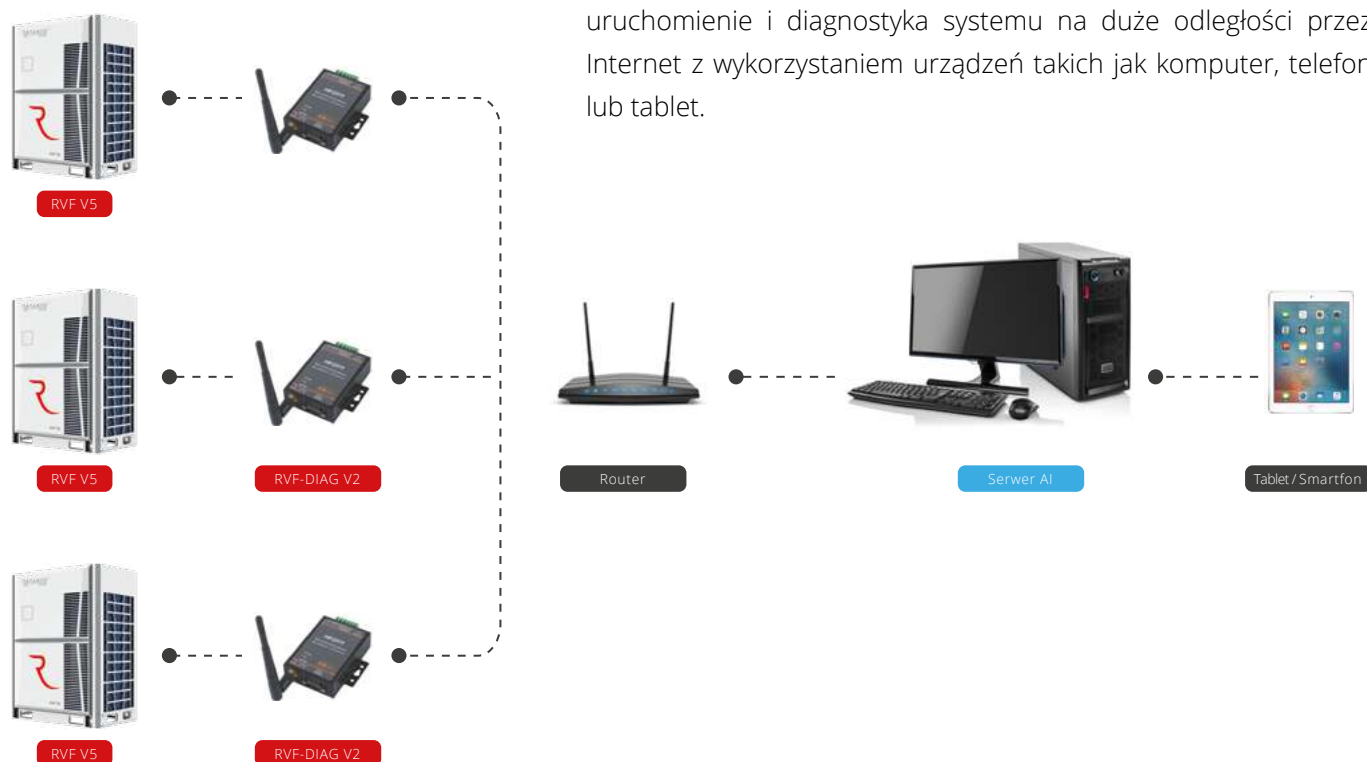 uruchomienie i diagnostyka systemu na duże odległości przez
Internet z wykorzystaniem urządzeń takich jak komputer, telefon
lub tablet.
RVF V5
RVF V5
RVF-DIAG V2
Router
Serwer AI
Tablet / Smartfon
RVF V5
RVF-DIAG V2